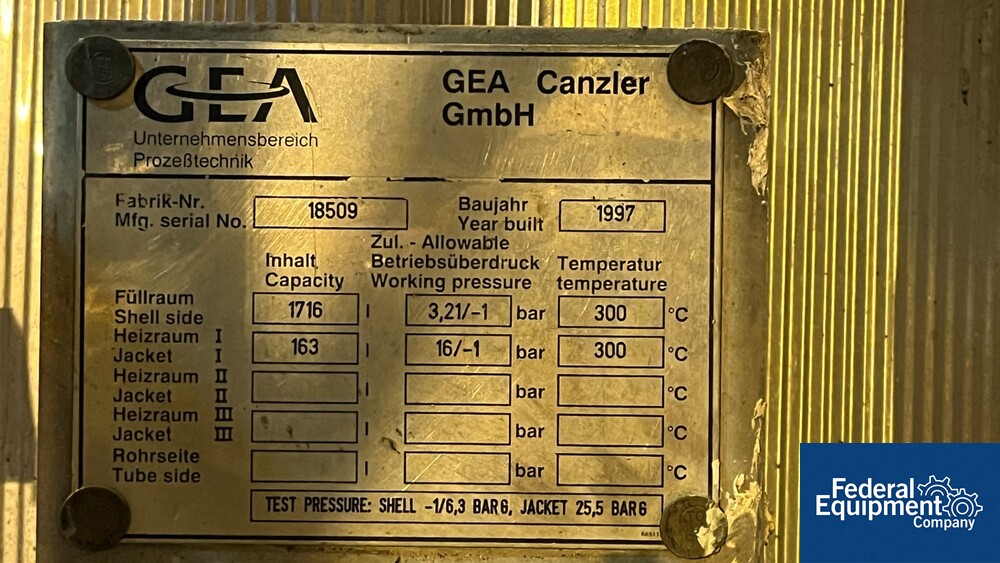 GEA
Unternehmensbereich
Prozeßtechnik
GEA Canzler
GmbH
Fabrik-Nr.
Mfg. serial No.
18509
Baujahr
Year built
1997
Inhalt
Capacity
Zul. - Allowable
Betriebsüberdruck
Working pressure
Temperatur
temperature
Füllraum
Shell side
1716 l 3,21/-1 bar 300 °C
Heizraum I
Jacket I
163 l 16/-1 bar 300 °C
Heizraum II
Jacket II
l bar °C
Heizraum III
Jacket III
l bar °C
Rohrseite
Tube side
l bar °C
TEST PRESSURE: SHELL -1/6,3 BARG, JACKET 25,5 BARG
Federal
Equipment
Company